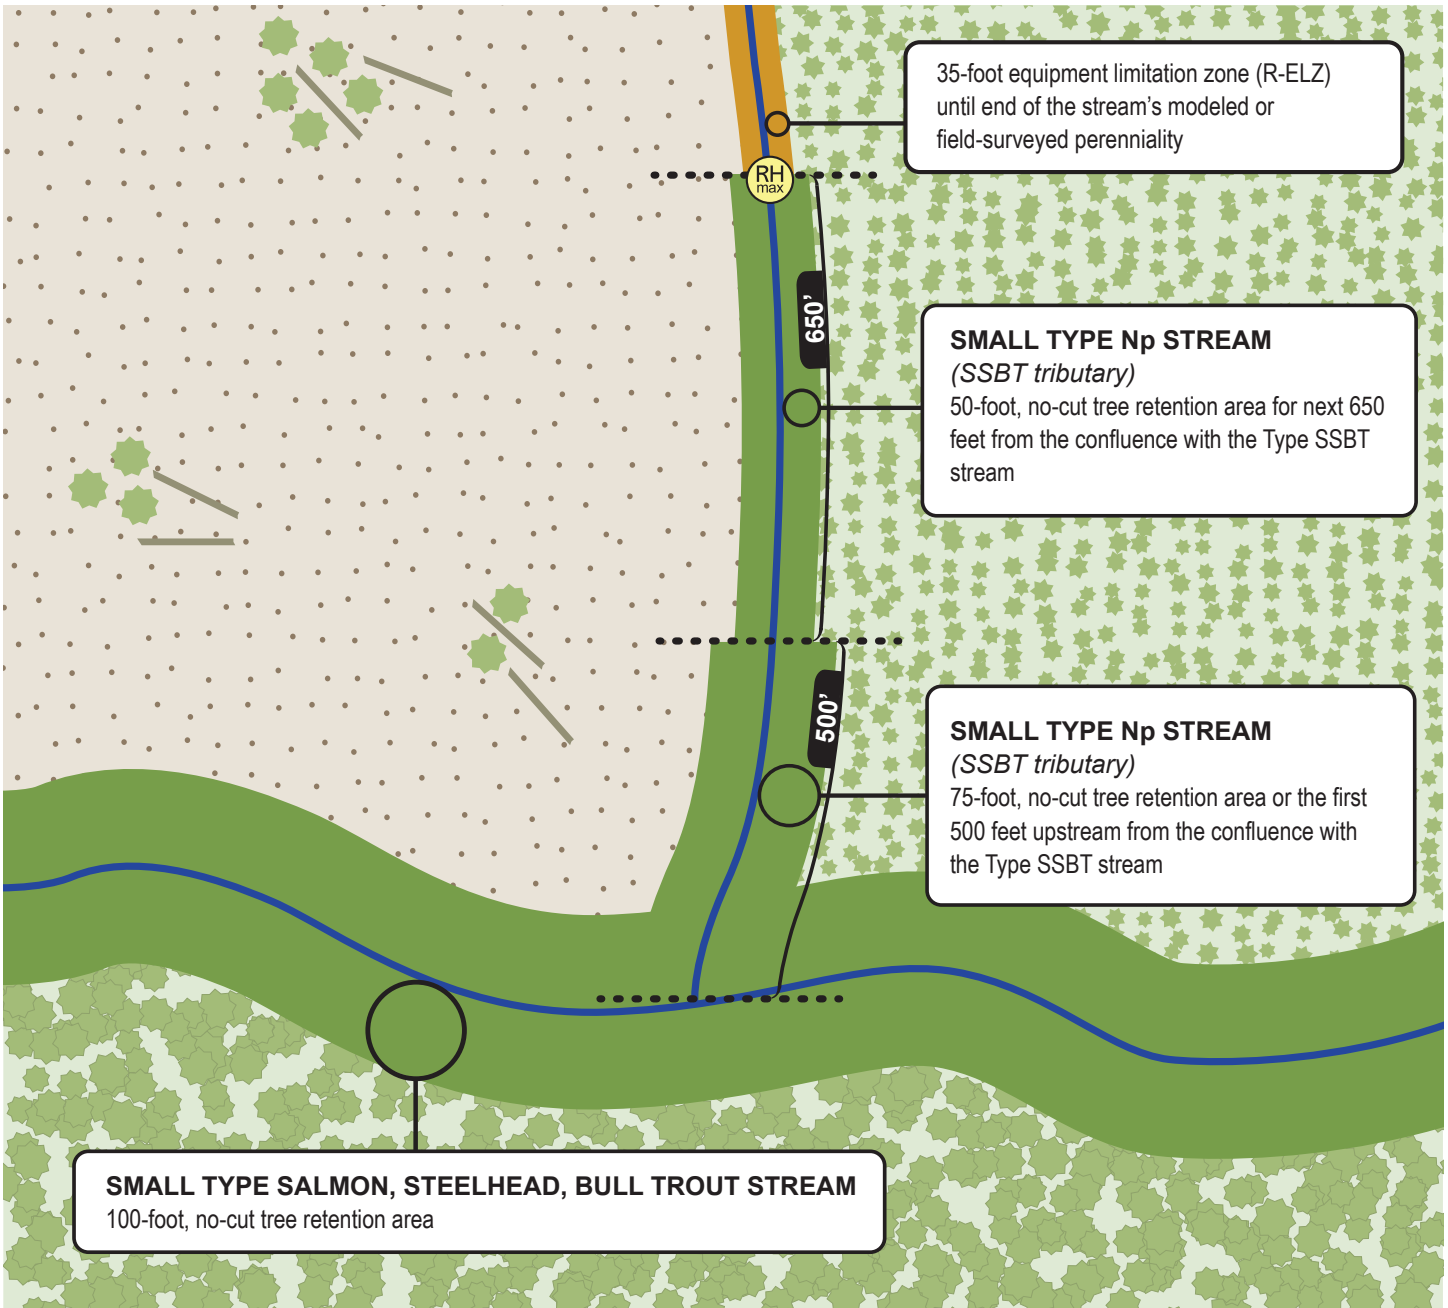 35-foot equipment limitation zone (R-ELZ)
until end of the stream's modeled or
field-surveyed perenniality
RH
max
650’
SMALL TYPE Np STREAM
(SSBT tributary)
50-foot, no-cut tree retention area for next 650
feet from the confluence with the Type SSBT
stream
500’
SMALL TYPE Np STREAM
(SSBT tributary)
75-foot, no-cut tree retention area or the first
500 feet upstream from the confluence with
the Type SSBT stream
SMALL TYPE SALMON, STEELHEAD, BULL TROUT STREAM
100-foot, no-cut tree retention area